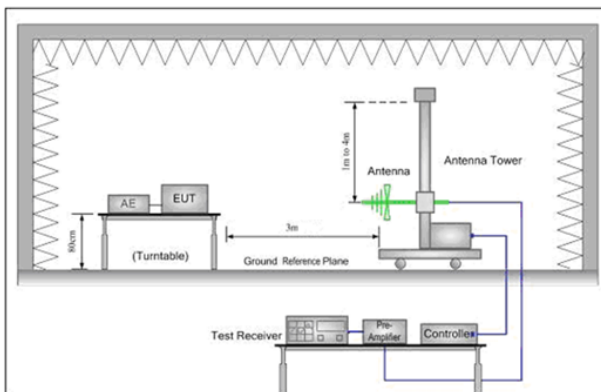 1m to 4m
Antenna
Antenna Tower
AE
EUT
80cm
(Turntable)
3m
Ground Reference Plane
Test Receiver
Pre-
Amplifier
Controller